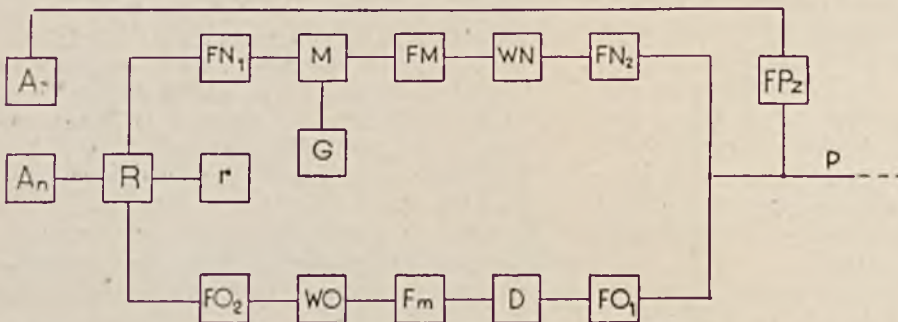 FN₁ M FM WN FN₂
A FPz
G
Aₙ R r P
FO₂ WO Fm D FO₁